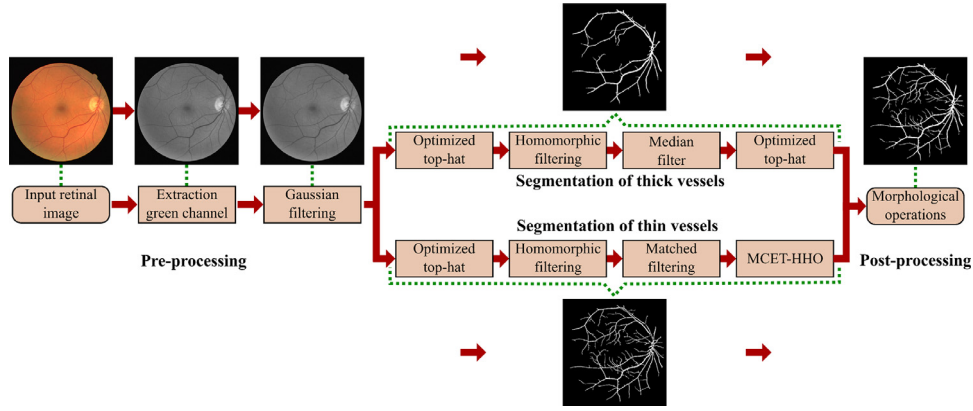 Input retinal
image
Extraction
green channel
Gaussian
filtering
Pre-processing
Optimized
top-hat
Homomorphic
filtering
Median
filter
Optimized
top-hat
Segmentation of thick vessels
Segmentation of thin vessels
Optimized
top-hat
Homomorphic
filtering
Matched
filtering
MCET-HHO
Morphological
operations
Post-processing